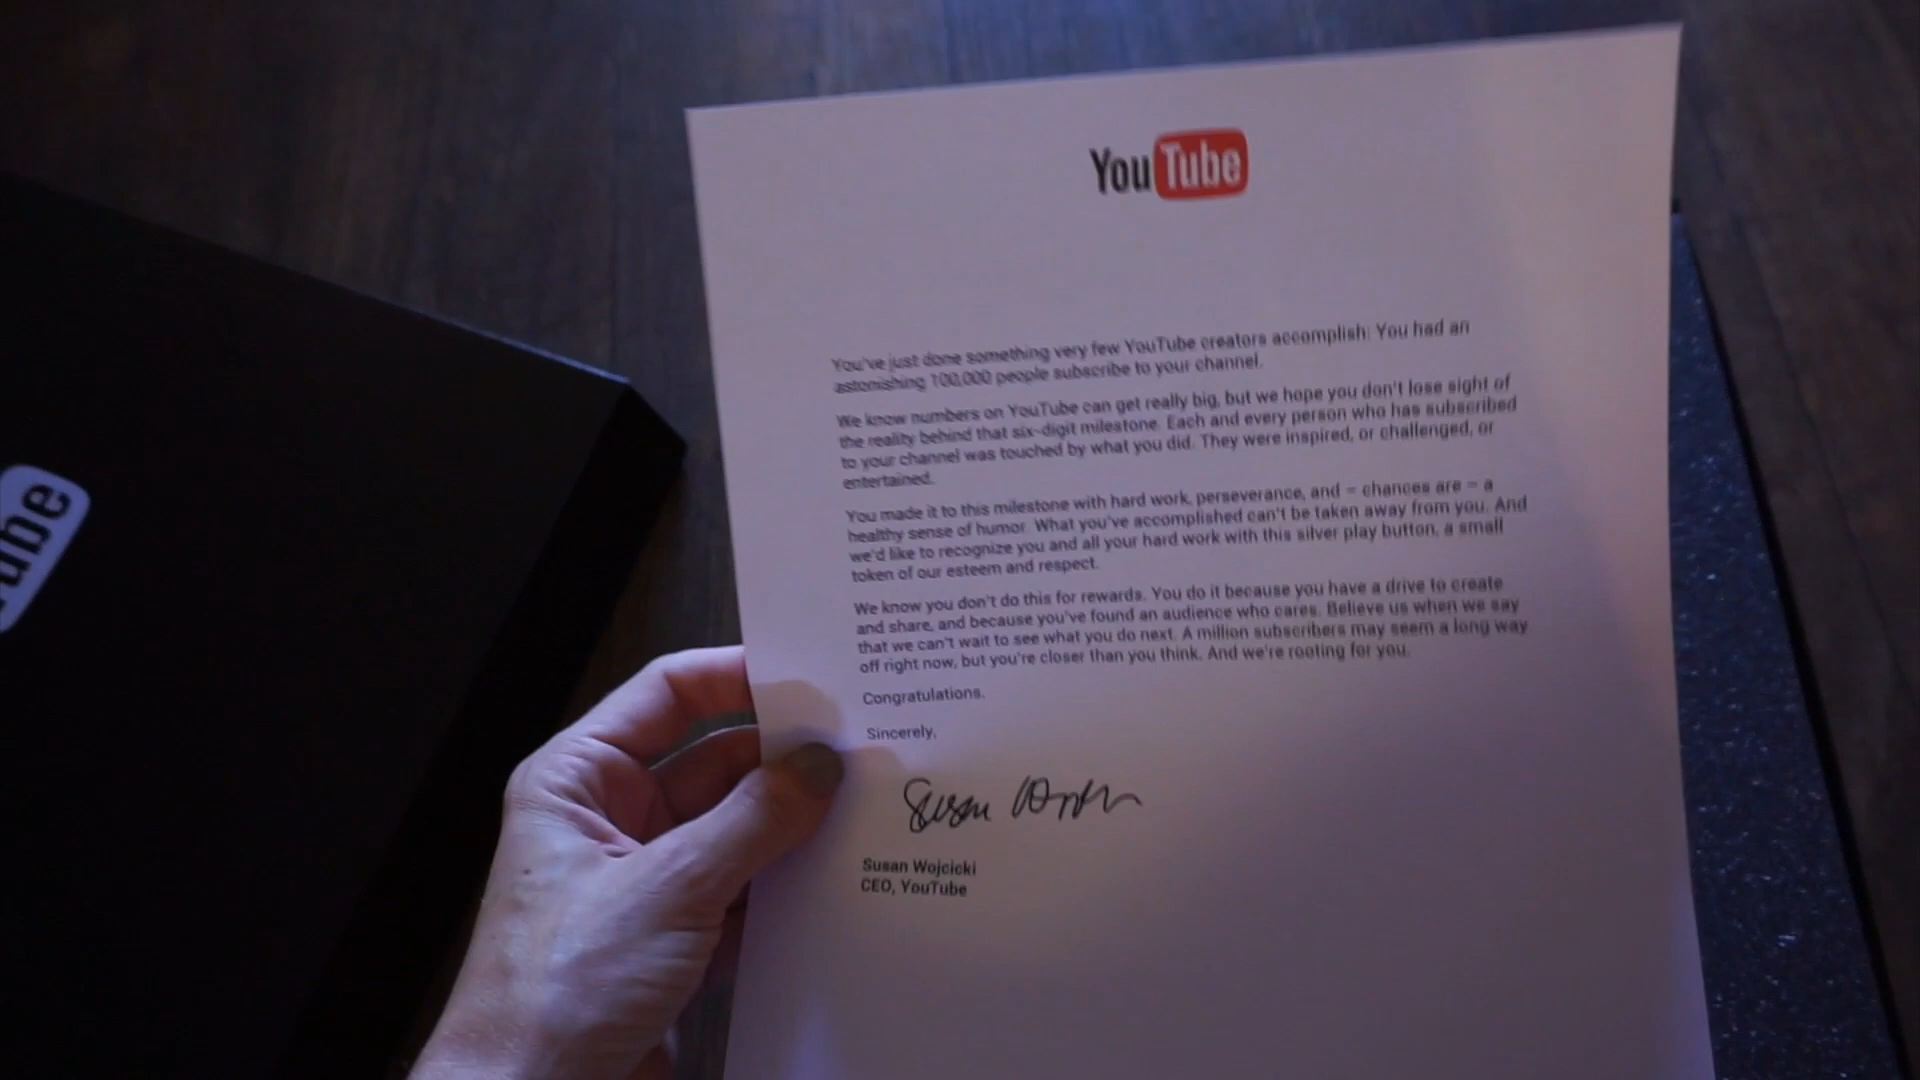 YouTube
You've just done something very few YouTube creators accomplish: You had an
astonishing 100,000 people subscribe to your channel.
We know numbers on YouTube can get really big, but we hope you don't lose sight of
the reality behind that six-digit milestone. Each and every person who has subscribed
to your channel was touched by what you did. They were inspired, or challenged, or
entertained.
You made it to this milestone with hard work, perseverance, and – chances are – a
healthy sense of humor. What you've accomplished can't be taken away from you. And
we'd like to recognize you and all your hard work with this silver play button, a small
token of our esteem and respect.
We know you don't do this for rewards. You do it because you have a drive to create
and share, and because you've found an audience who cares. Believe us when we say
that we can't wait to see what you do next. A million subscribers may seem a long way
off right now, but you're closer than you think. And we're rooting for you.
Congratulations.
Sincerely,
Susan Wojcicki
CEO, YouTube
ube